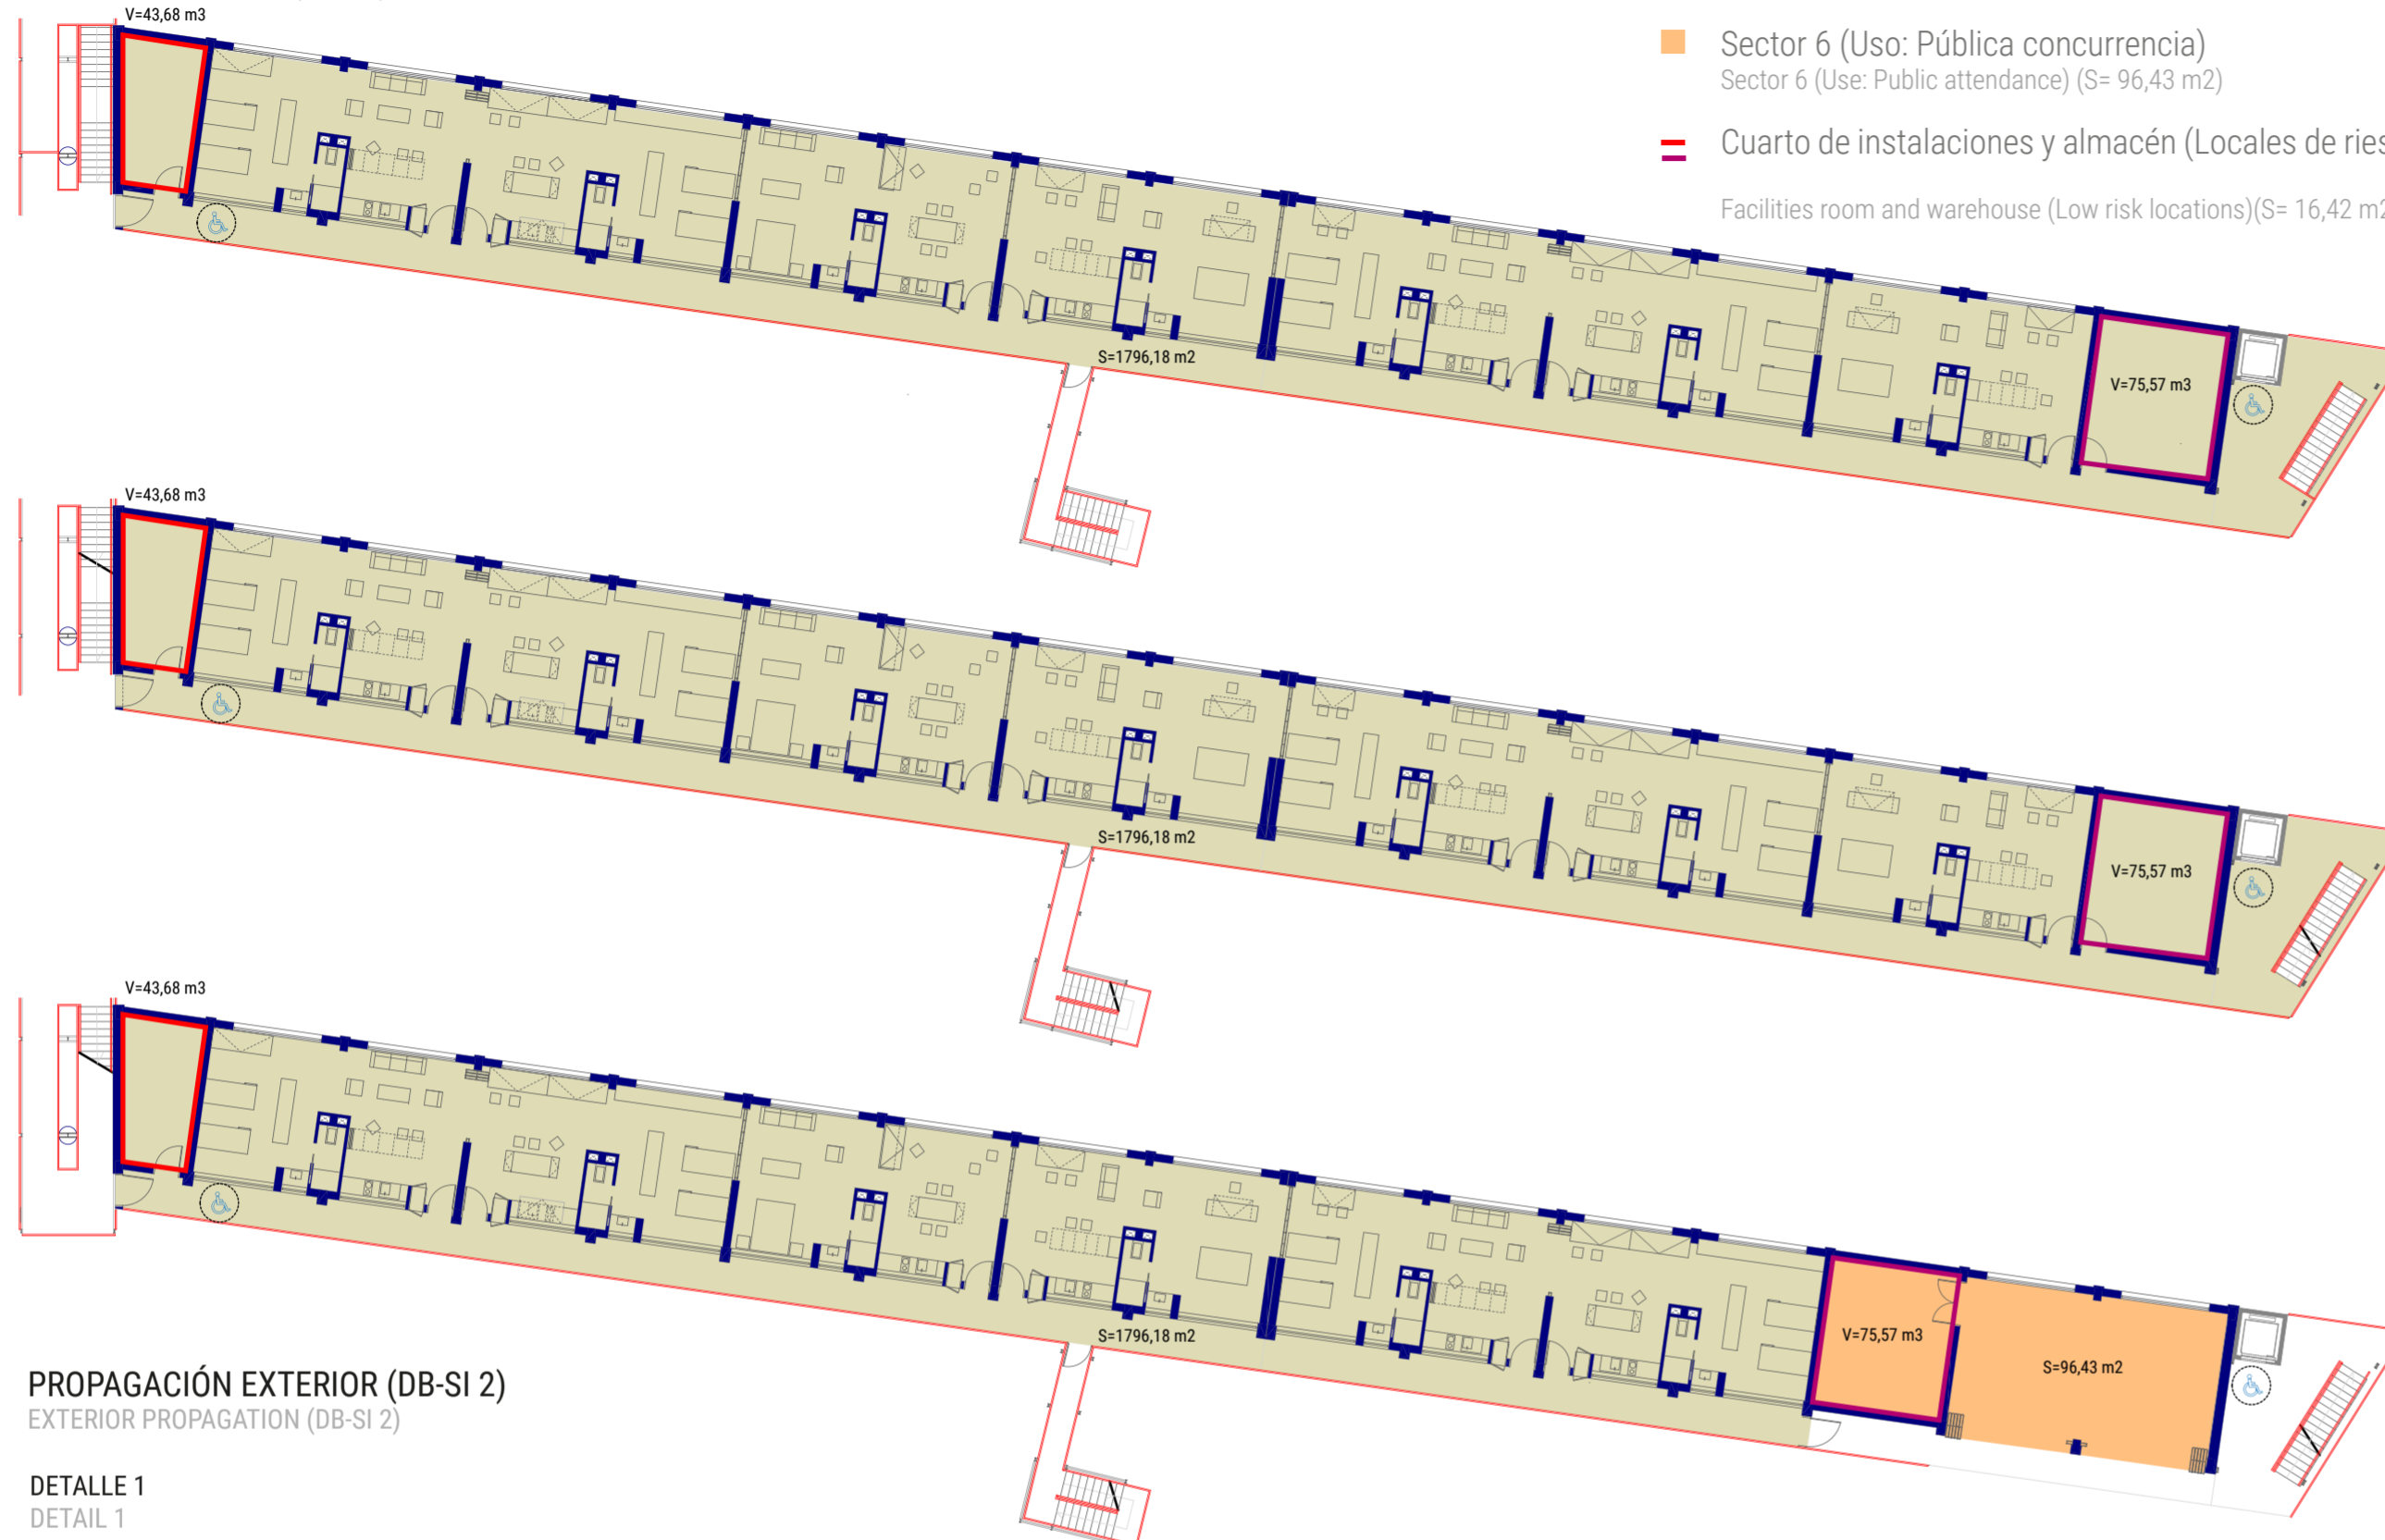 V=43,68 m3
Sector 6 (Uso: Pública concurrencia)
Sector 6 (Use: Public attendance) (S= 96,43 m2)
Cuarto de instalaciones y almacén (Locales de
Facilities room and warehouse (Low risk locations)(S= 16,42
S=1796,18 m2
V=75,57 m3
V=43,68 m3
S=1796,18 m2
V=75,57 m3
V=43,68 m3
S=1796,18 m2
V=75,57 m3
S=96,43 m2
PROPAGACIÓN EXTERIOR (DB-SI 2)
EXTERIOR PROPAGATION (DB-SI 2)
DETALLE 1
DETAIL 1